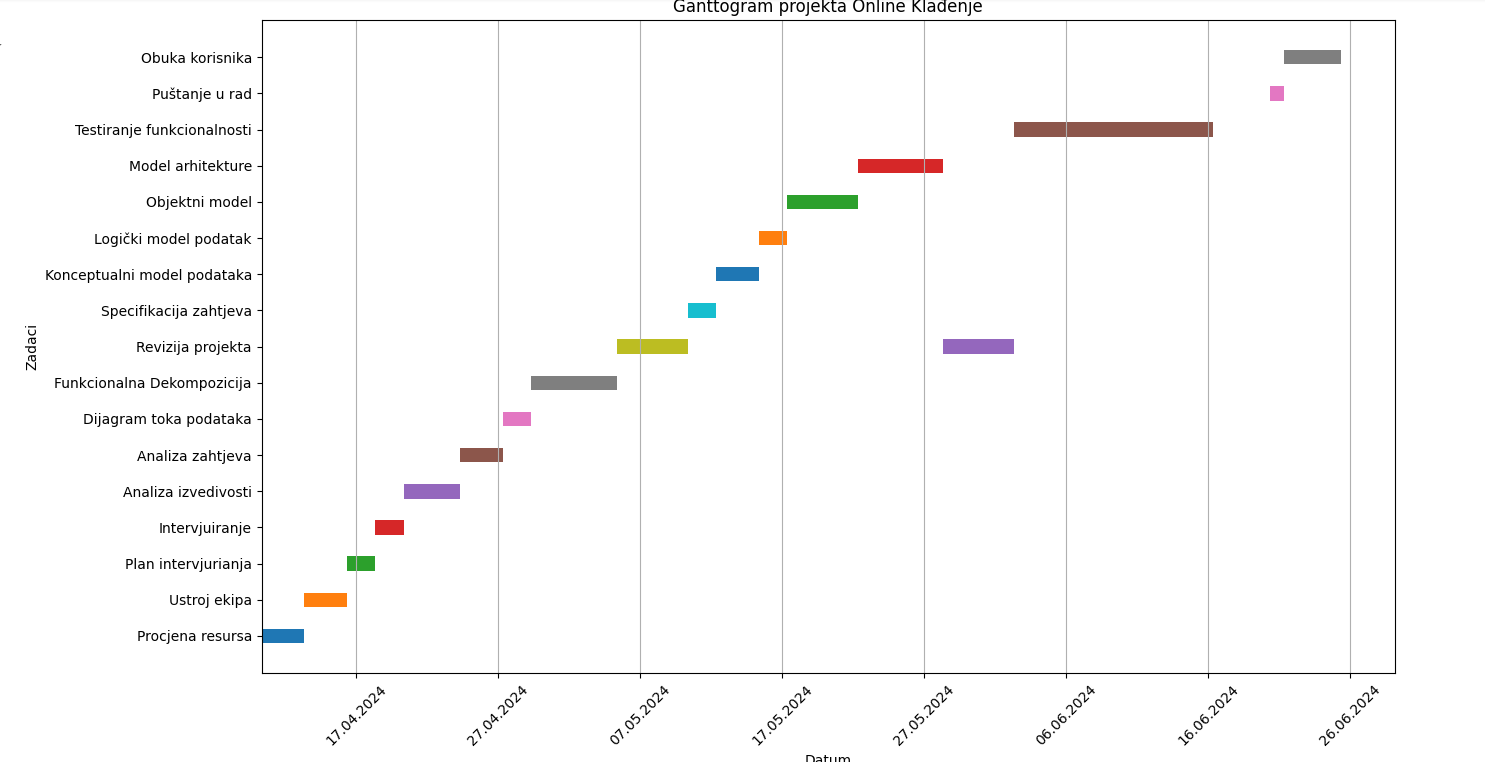 Ganttogram projekta Online Klađenje
Obuka korisnika
Puštanje u rad
Testiranje funkcionalnosti
Model arhitekture
Objektni model
Logički model podatak
Konceptualni model podataka
Specifikacija zahtjeva
Revizija projekta
Funkcionalna Dekompozicija
Dijagram toka podataka
Analiza zahtjeva
Analiza izvedivosti
Intervjuiranje
Plan intervjurianja
Ustroj ekipa
Procjena resursa
Zadaci
17.04.2024
27.04.2024
07.05.2024
17.05.2024
27.05.2024
06.06.2024
16.06.2024
26.06.2024
Datum